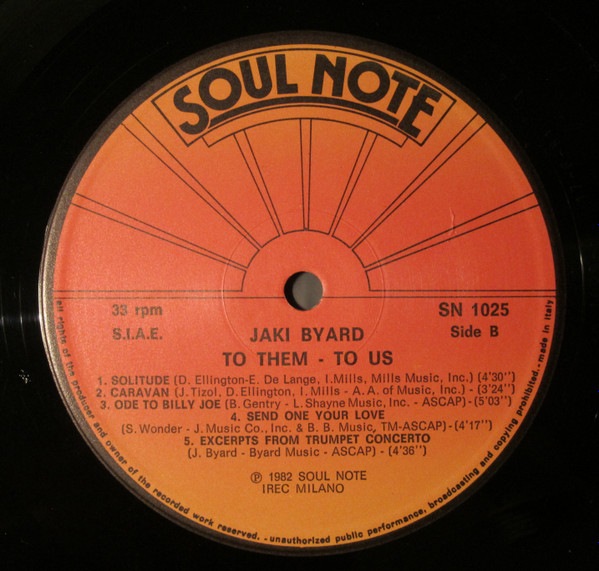 SOUL NOTE
33 rpm
S.I.A.E.
SN 1025
Side B
JAKI BYARD
TO THEM - TO US
1. SOLITUDE (D. Ellington-E. De Lange, I. Mills, Mills Music, Inc.) (4'30'')
2. CARAVAN (J. Tizol, D. Ellington, I. Mills - A.A. of Music, Inc.) - (3'24'')
3. ODE TO BILLY JOE (B. Gentry - L. Shayne Music, Inc. - ASCAP) - (5'03'')
4. SEND ONE YOUR LOVE
(S. Wonder - J. Music Co., Inc. & B. B. Music, TM-ASCAP) - (4'17'')
5. EXCERPTS FROM TRUMPET CONCERTO
(J. Byard - Byard Music - ASCAP) - (4'36'')
℗ 1982 SOUL NOTE
IREC MILANO
all rights of the producer and owner of the recorded work reserved. - unauthorized public performance, broadcasting and copying prohibited. - made in italy